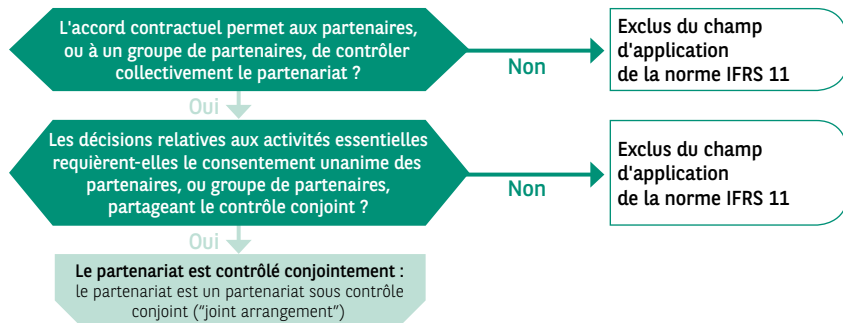 L'accord contractuel permet aux partenaires,
ou à un groupe de partenaires, de contrôler
collectivement le partenariat ?
Non
Exclus du champ
d'application
de la norme IFRS 11
Oui
Les décisions relatives aux activités essentielles
requièrent-elles le consentement unanime des
partenaires, ou groupe de partenaires,
partageant le contrôle conjoint ?
Non
Exclus du champ
d'application
de la norme IFRS 11
Oui
Le partenariat est contrôlé conjointement :
le partenariat est un partenariat sous contrôle
conjoint ("joint arrangement")